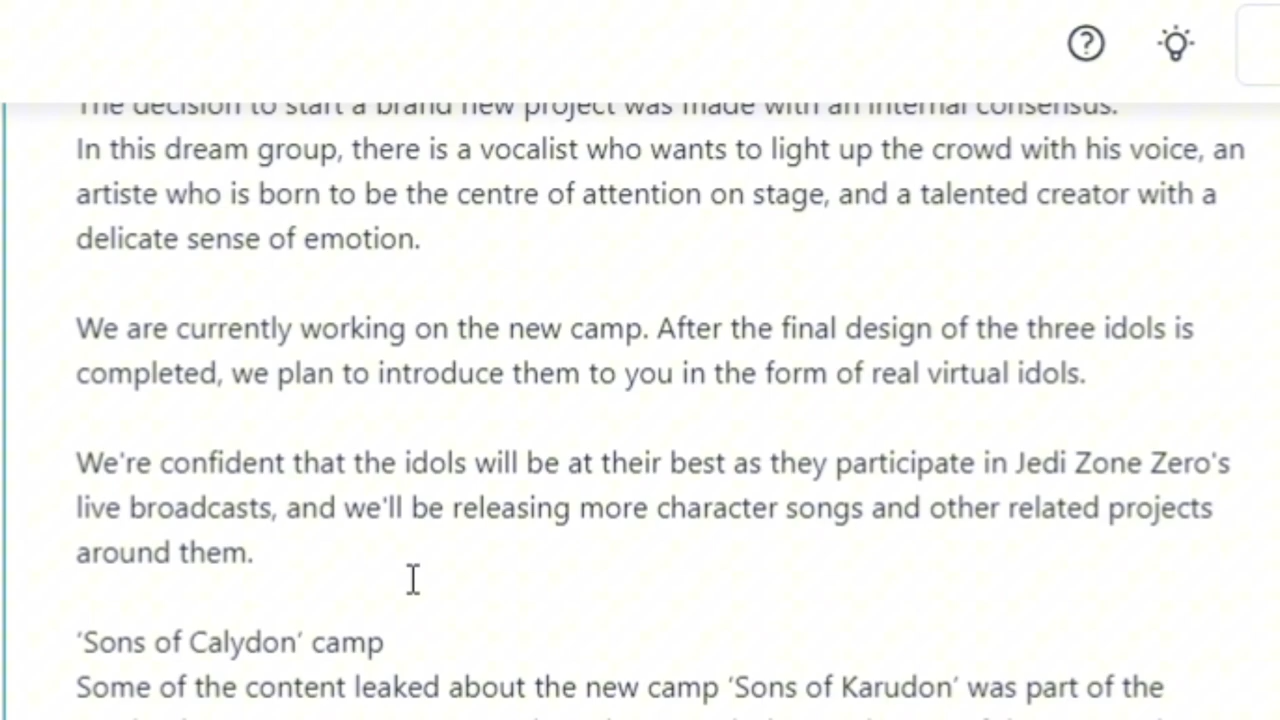 The decision to start a brand new project was made with an internal consensus.
In this dream group, there is a vocalist who wants to light up the crowd with his voice, an
artiste who is born to be the centre of attention on stage, and a talented creator with a
delicate sense of emotion.
We are currently working on the new camp. After the final design of the three idols is
completed, we plan to introduce them to you in the form of real virtual idols.
We're confident that the idols will be at their best as they participate in Jedi Zone Zero's
live broadcasts, and we'll be releasing more character songs and other related projects
around them.
‘Sons of Calydon’ camp
Some of the content leaked about the new camp ‘Sons of Karudon’ was part of the